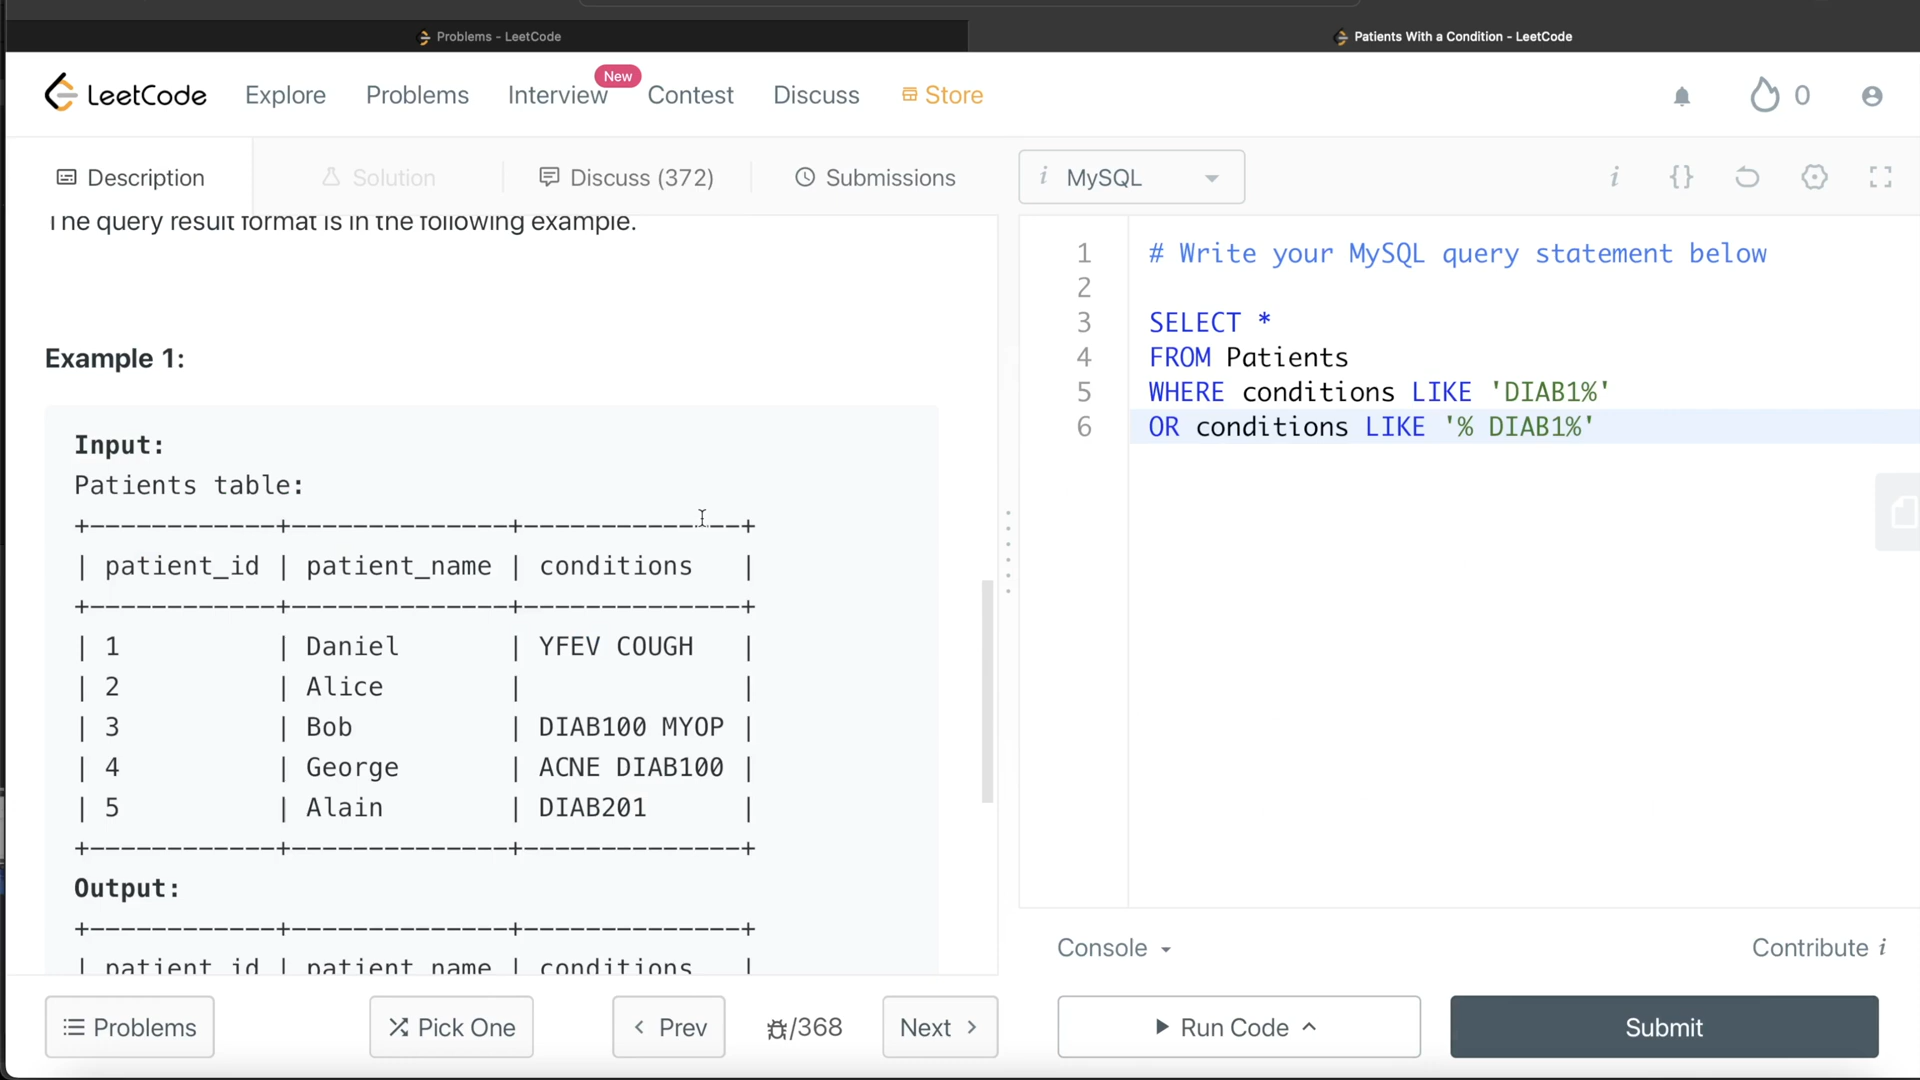 Problems - LeetCode
Patients With a Condition - LeetCode
LeetCode
Explore
Problems
Interview
New
Contest
Discuss
Store
0
Description
Solution
Discuss (372)
Submissions
i MySQL
i {}
The query result format is in the following example.
Example 1:
Input:
Patients table:
+------------+--------------+--------------+
| patient_id | patient_name | conditions   |
+------------+--------------+--------------+
| 1          | Daniel       | YFEV COUGH   |
| 2          | Alice        |              |
| 3          | Bob          | DIAB100 MYOP |
| 4          | George       | ACNE DIAB100 |
| 5          | Alain        | DIAB201      |
+------------+--------------+--------------+
Output:
+------------+--------------+--------------+
| patient_id | patient_name | conditions   |
1 # Write your MySQL query statement below
2
3 SELECT *
4 FROM Patients
5 WHERE conditions LIKE 'DIAB1%'
6 OR conditions LIKE '% DIAB1%'
Console
Contribute i
Problems
Pick One
Prev
/368
Next
Run Code
Submit